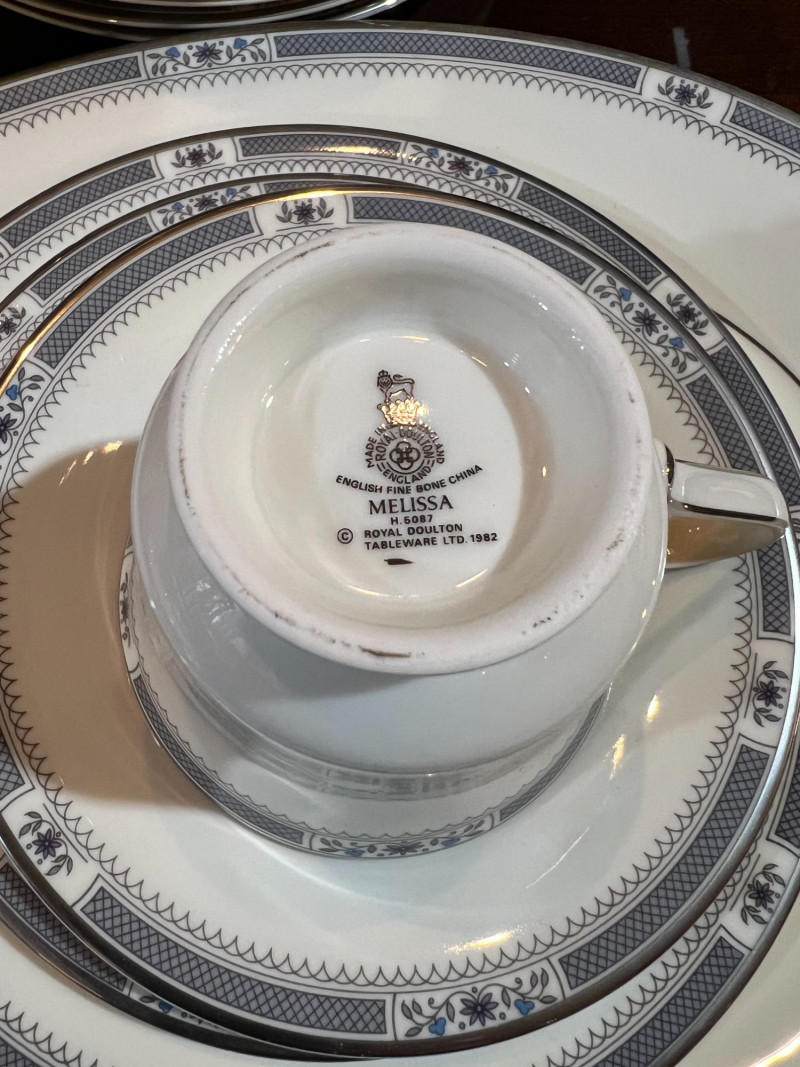 MADE IN ENGLAND
ROYAL DOULTON
ENGLAND
ENGLISH FINE BONE CHINA
MELISSA
H.5087
© ROYAL DOULTON
TABLEWARE LTD. 1982